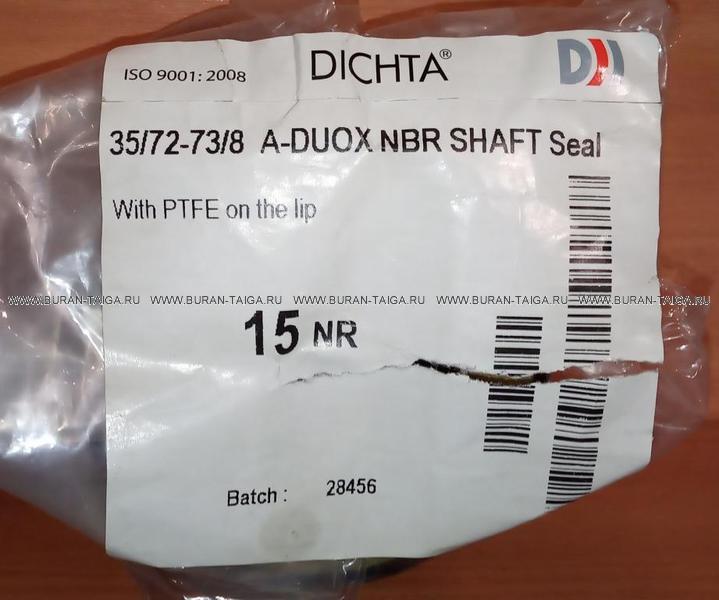 ISO 9001: 2008 DICHTA® DH
35/72-73/8 A-DUOX NBR SHAFT Seal
With PTFE on the lip
WWW.BURAN-TAIGA.RU WWW.BURAN-TAIGA.RU WWW.BURAN-TAIGA.RU WWW.BURAN-TAIGA.RU WWW.BURAN-TAIGA.RU
15 NR
Batch : 28456